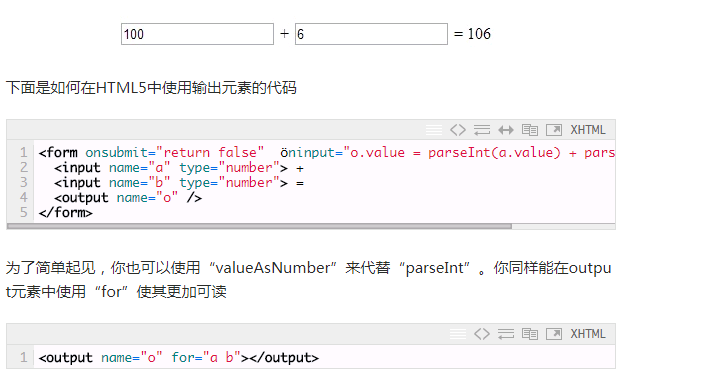 100 + 6 = 106
下面是如何在HTML5中使用输出元素的代码
XHTML
1 <form onsubmit="return false" öninput="o.value = parseInt(a.value) + pars
2 <input name="a" type="number"> +
3 <input name="b" type="number"> =
4 <output name="o" />
5 </form>
为了简单起见，你也可以使用“valueAsNumber”来代替“parseInt”。你同样能在outpu
t元素中使用“for”使其更加可读
XHTML
1 <output name="o" for="a b"></output>